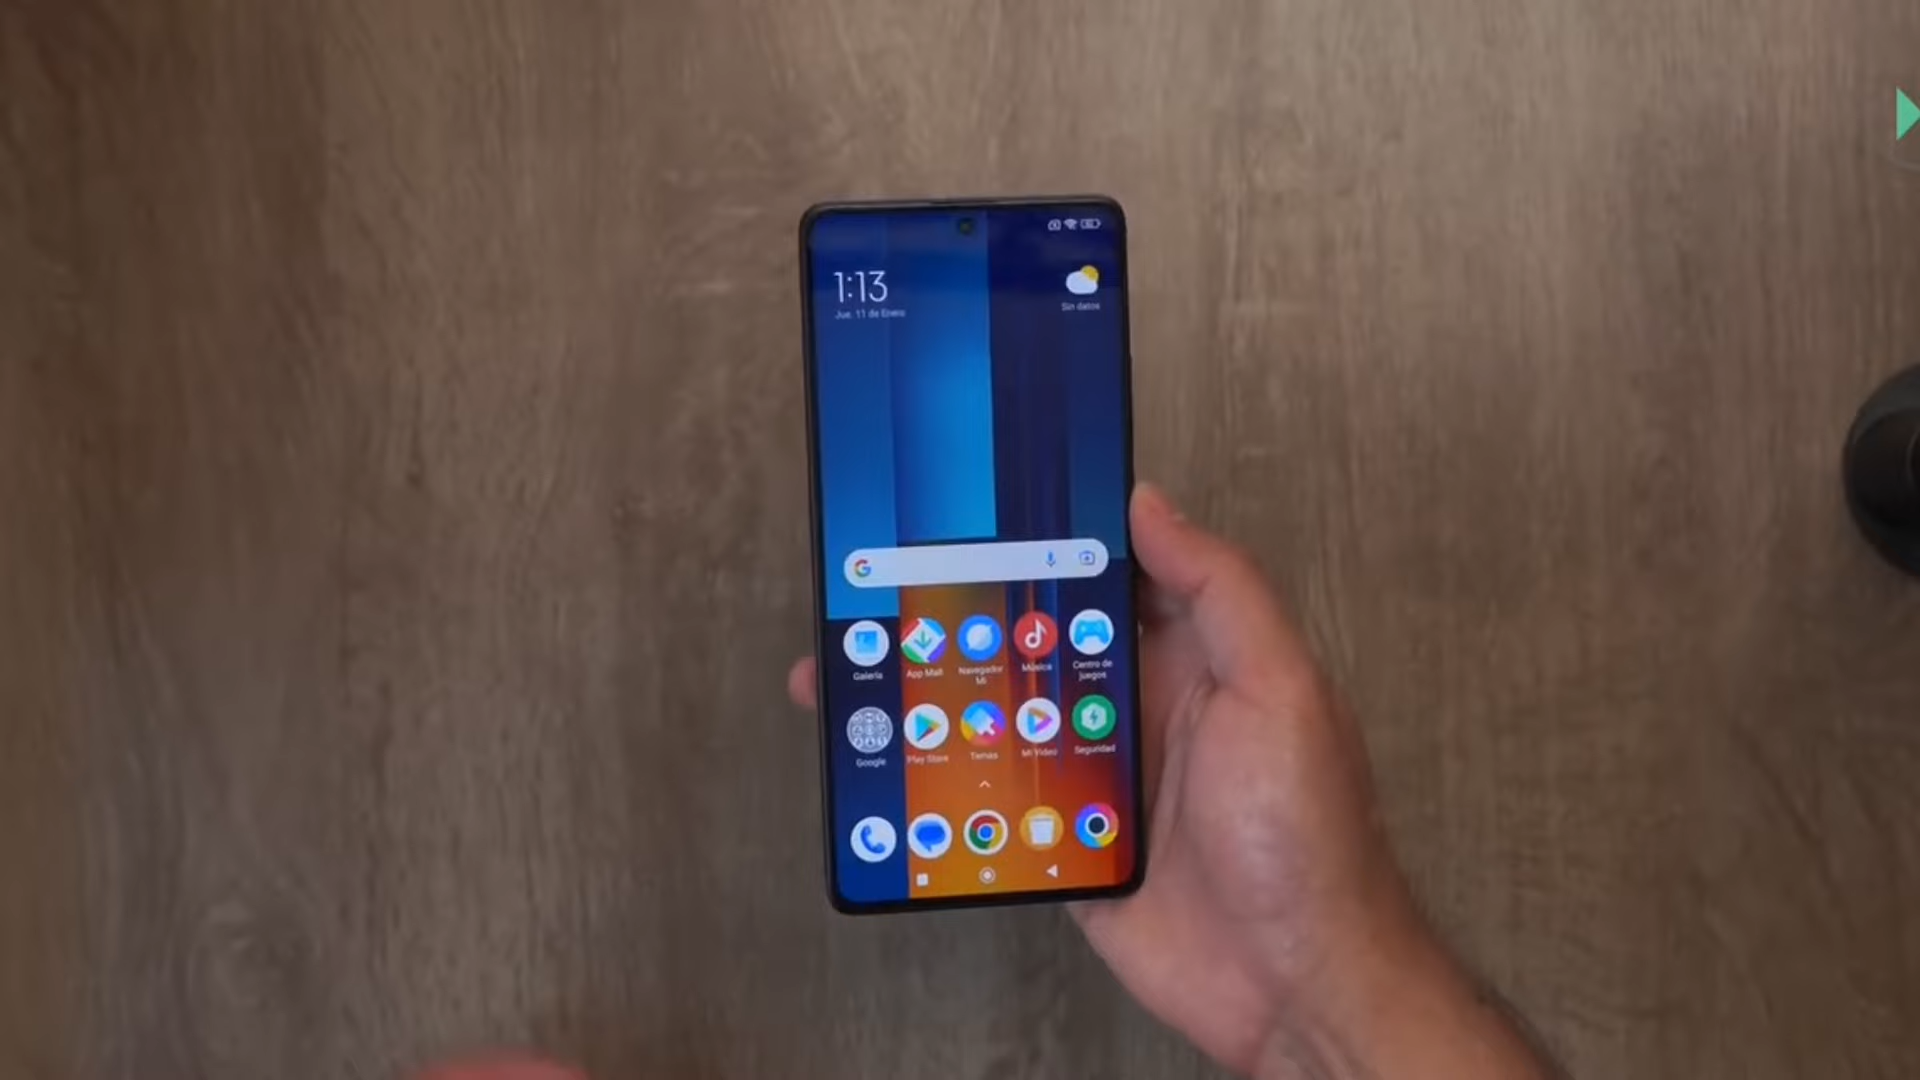 1:13
Jue. 11 de Enero
Sin datos
Galería
App Mall
Navegador
Mi
Música
Centro de
juegos
Google
Play Store
Temas
Mi Video
Seguridad